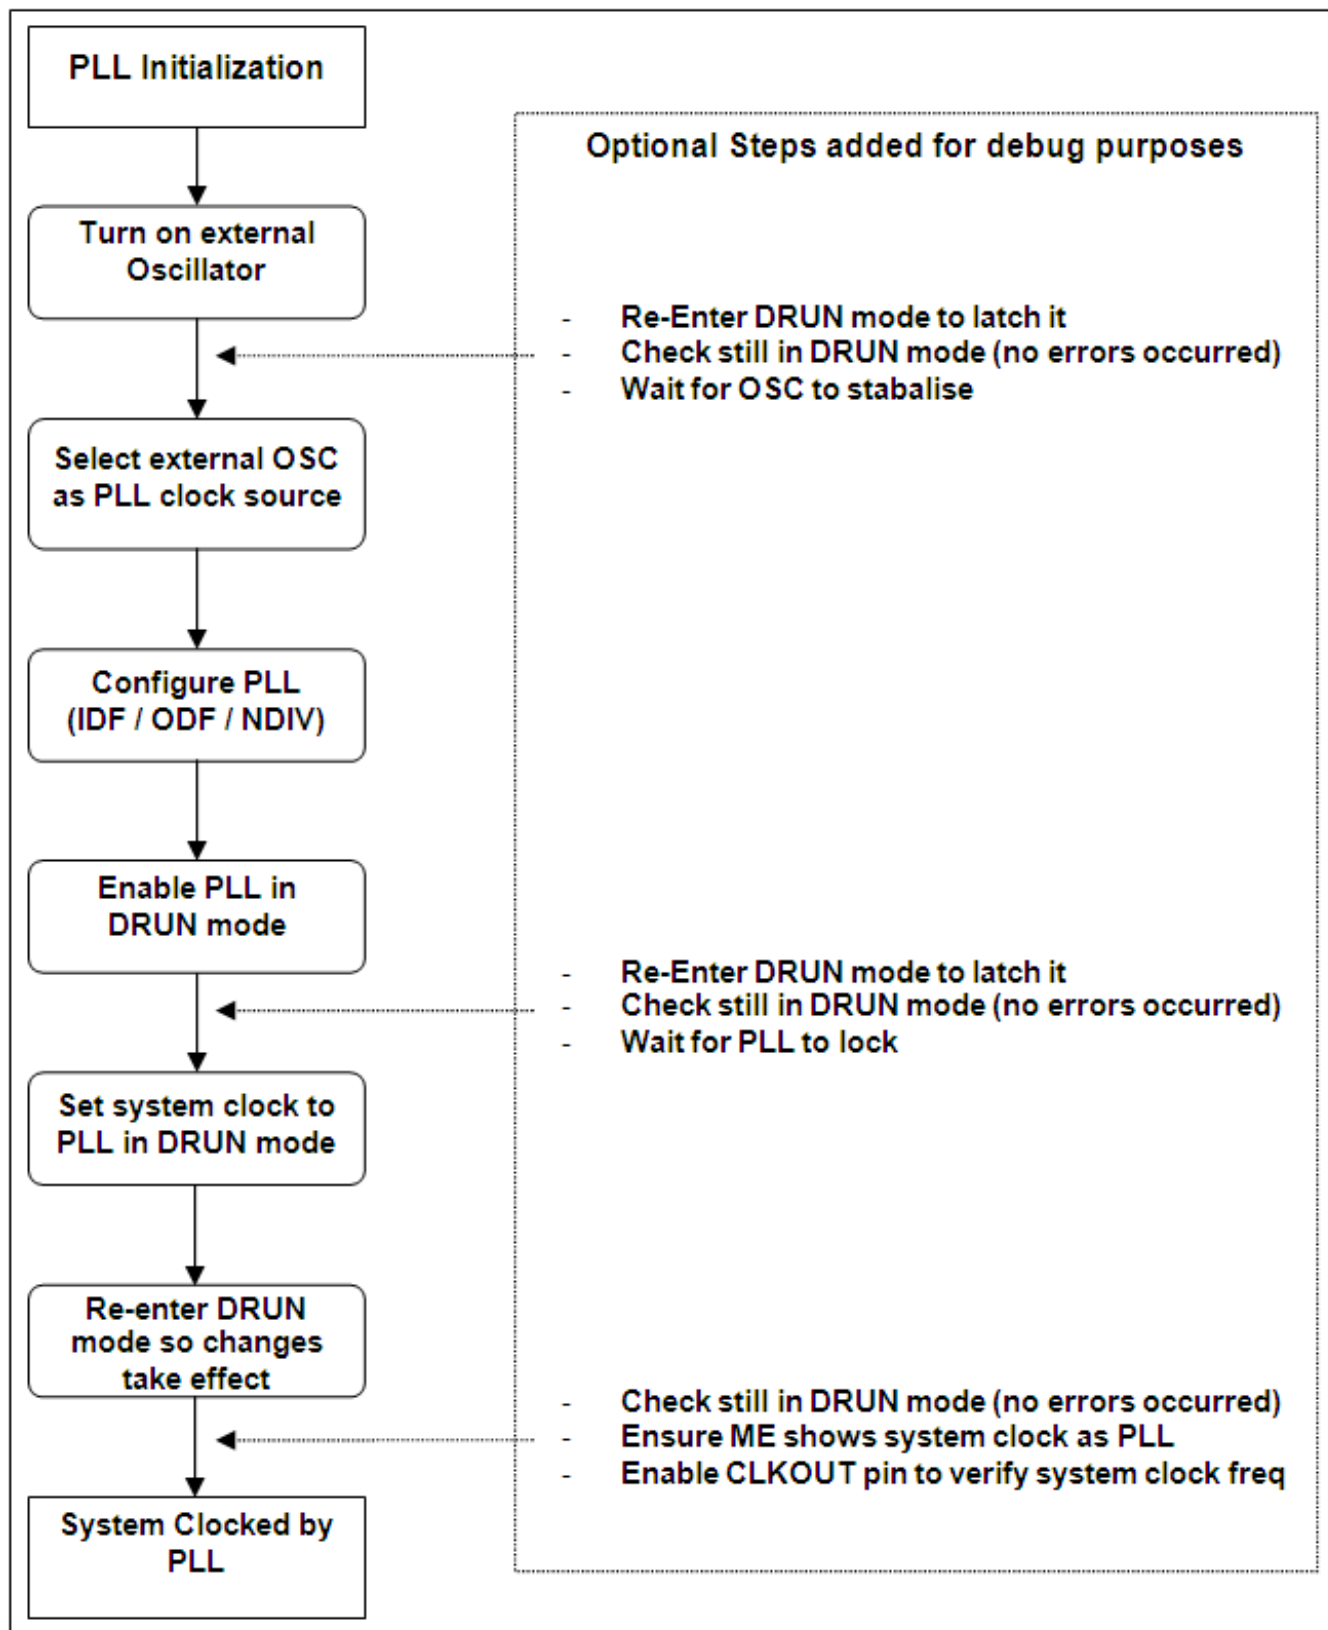 PLL Initialization
Optional Steps added for debug purposes
Turn on external
Oscillator
- Re-Enter DRUN mode to latch it
- Check still in DRUN mode (no errors occurred)
- Wait for OSC to stabalise
Select external OSC
as PLL clock source
Configure PLL
(IDF / ODF / NDIV)
Enable PLL in
DRUN mode
- Re-Enter DRUN mode to latch it
- Check still in DRUN mode (no errors occurred)
- Wait for PLL to lock
Set system clock to
PLL in DRUN mode
Re-enter DRUN
mode so changes
take effect
- Check still in DRUN mode (no errors occurred)
- Ensure ME shows system clock as PLL
- Enable CLKOUT pin to verify system clock freq
System Clocked by
PLL